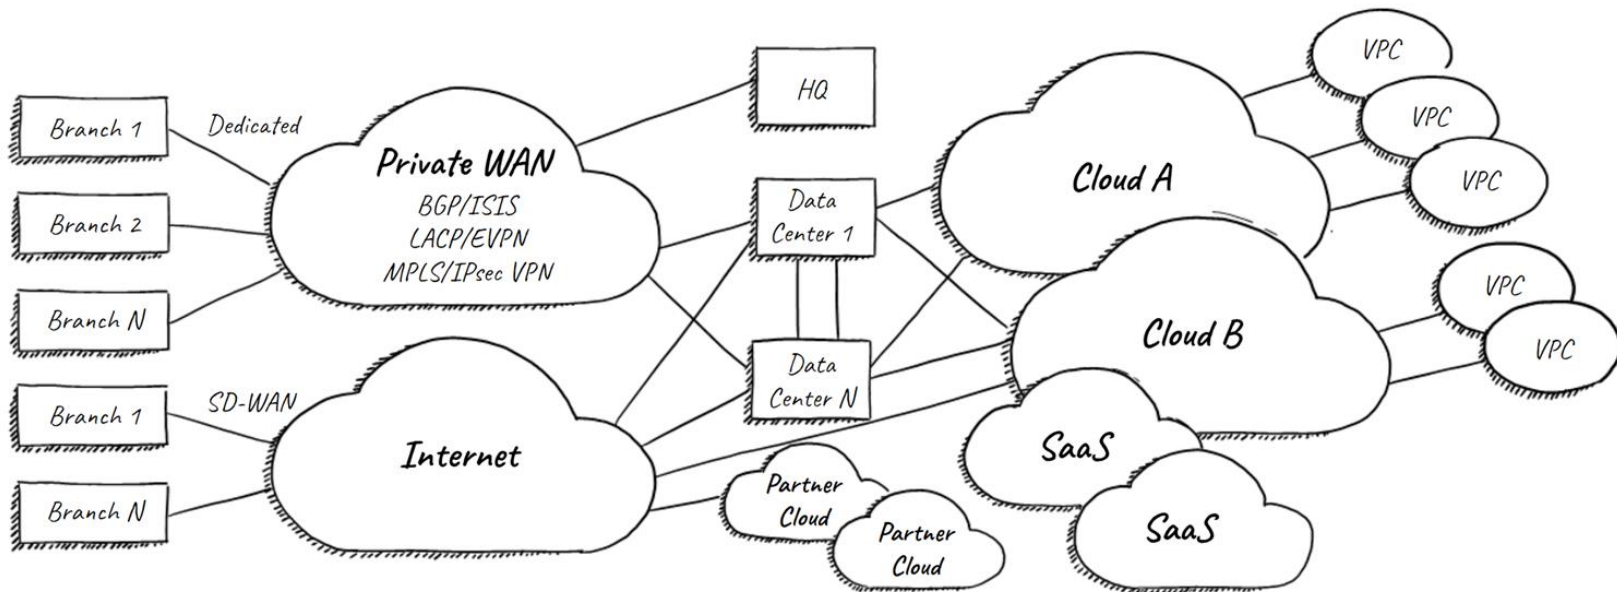 Branch 1
Branch 2
Branch N
Branch 1
Branch N
Dedicated
SD-WAN
Private WAN
BGP/ISIS
LACP/EVPN
MPLS/IPsec VPN
Internet
HQ
Data
Center 1
Data
Center N
Partner
Cloud
Partner
Cloud
Cloud A
Cloud B
SaaS
SaaS
VPC
VPC
VPC
VPC
VPC